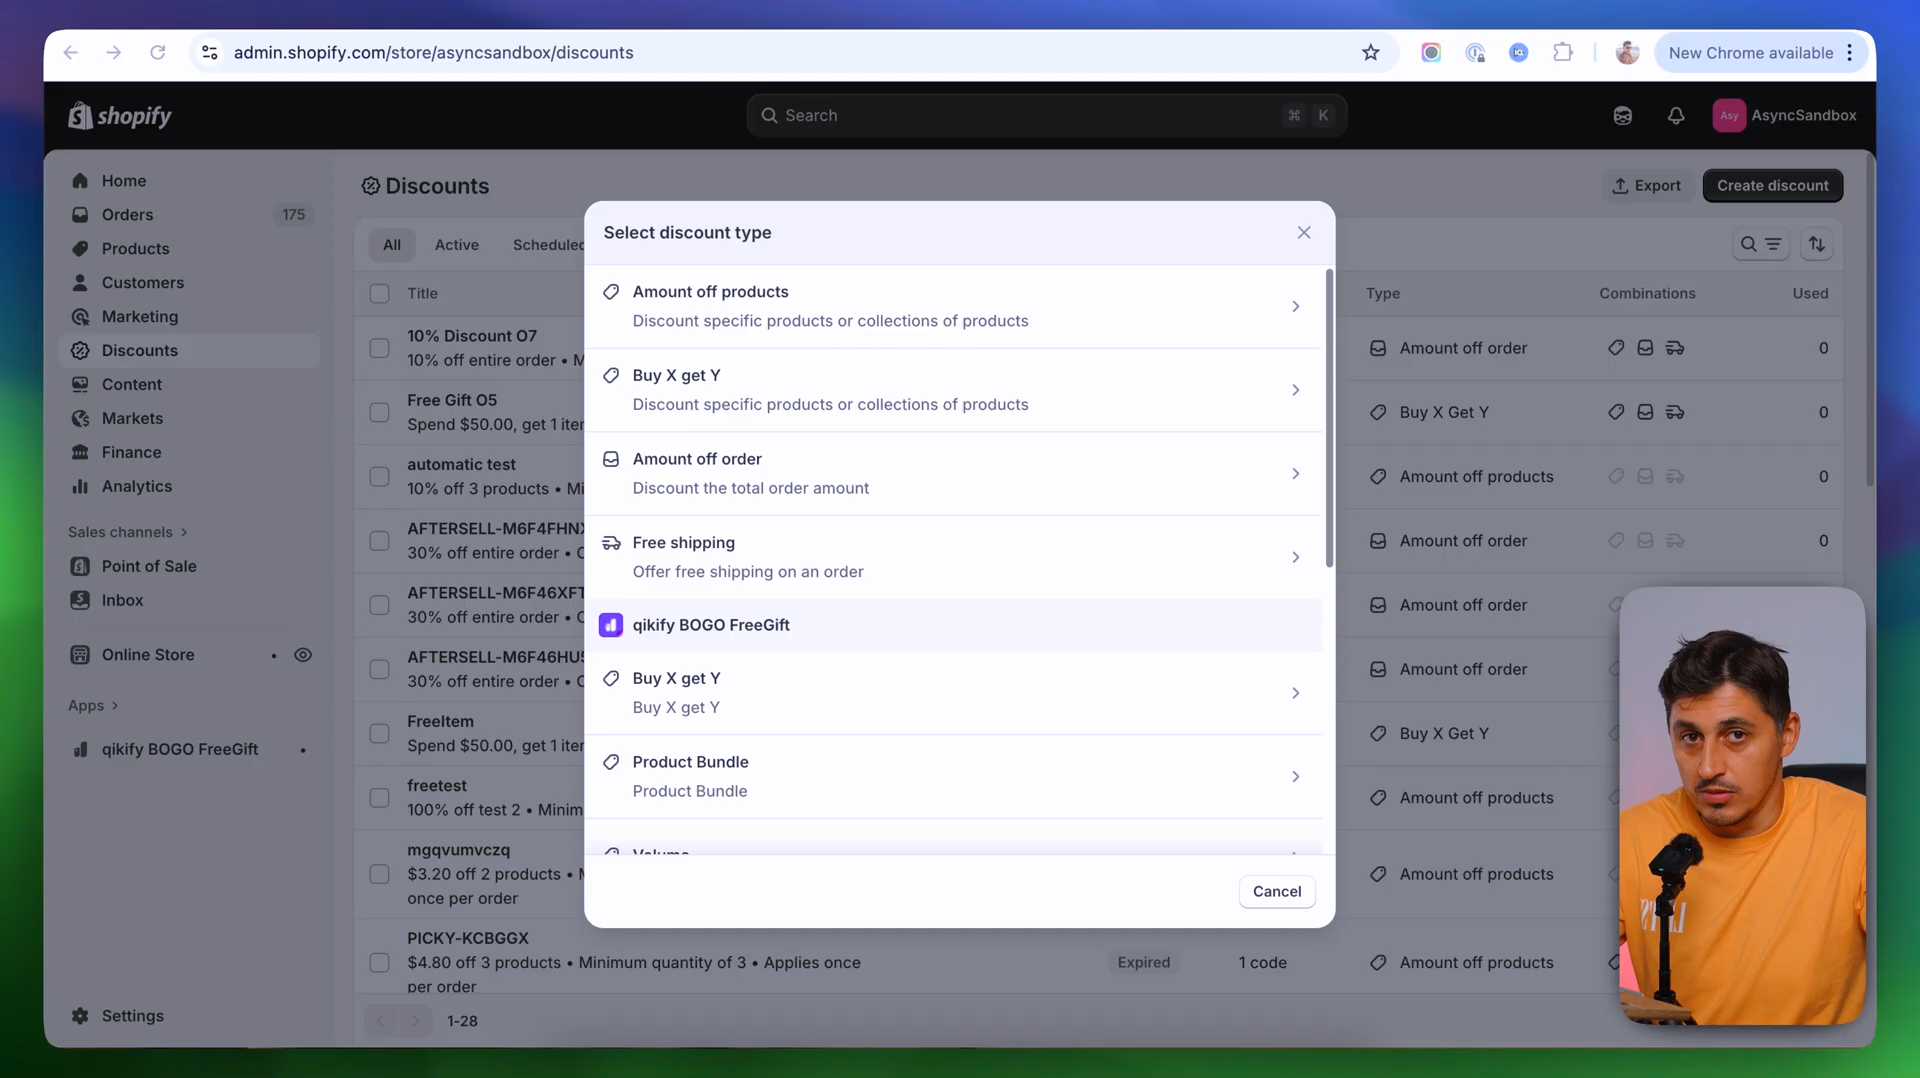 admin.shopify.com/store/asyncsandbox/discounts
New Chrome available
shopify
Search
⌘ K
Asy
AsyncSandbox
Home
Orders 175
Products
Customers
Marketing
Discounts
Content
Markets
Finance
Analytics
Sales channels
Point of Sale
Inbox
Online Store
Apps
qikify BOGO FreeGift
Settings
Discounts
Export
Create discount
All Active Scheduled
Title
Type Combinations Used
10% Discount O7
10% off entire order •
Amount off order 0
Free Gift O5
Spend $50.00, get 1
Buy X Get Y 0
automatic test
10% off 3 products •
Amount off products 0
AFTERSELL-M6F4FHN
30% off entire order •
Amount off order 0
AFTERSELL-M6F46XF
30% off entire order •
Amount off order
AFTERSELL-M6F46HU
30% off entire order •
Amount off order
FreeItem
Spend $50.00, get 1
Buy X Get Y
freetest
100% off test 2 •
Amount off products
mgqvumvczq
$3.20 off 2 products •
once per order
Amount off products
PICKY-KCBGGX
$4.80 off 3 products • Minimum quantity of 3 • Applies once
per order
Expired
1 code
Amount off products
1-28
Select discount type
Amount off products
Discount specific products or collections of products
Buy X get Y
Discount specific products or collections of products
Amount off order
Discount the total order amount
Free shipping
Offer free shipping on an order
qikify BOGO FreeGift
Buy X get Y
Buy X get Y
Product Bundle
Product Bundle
Volume
Cancel